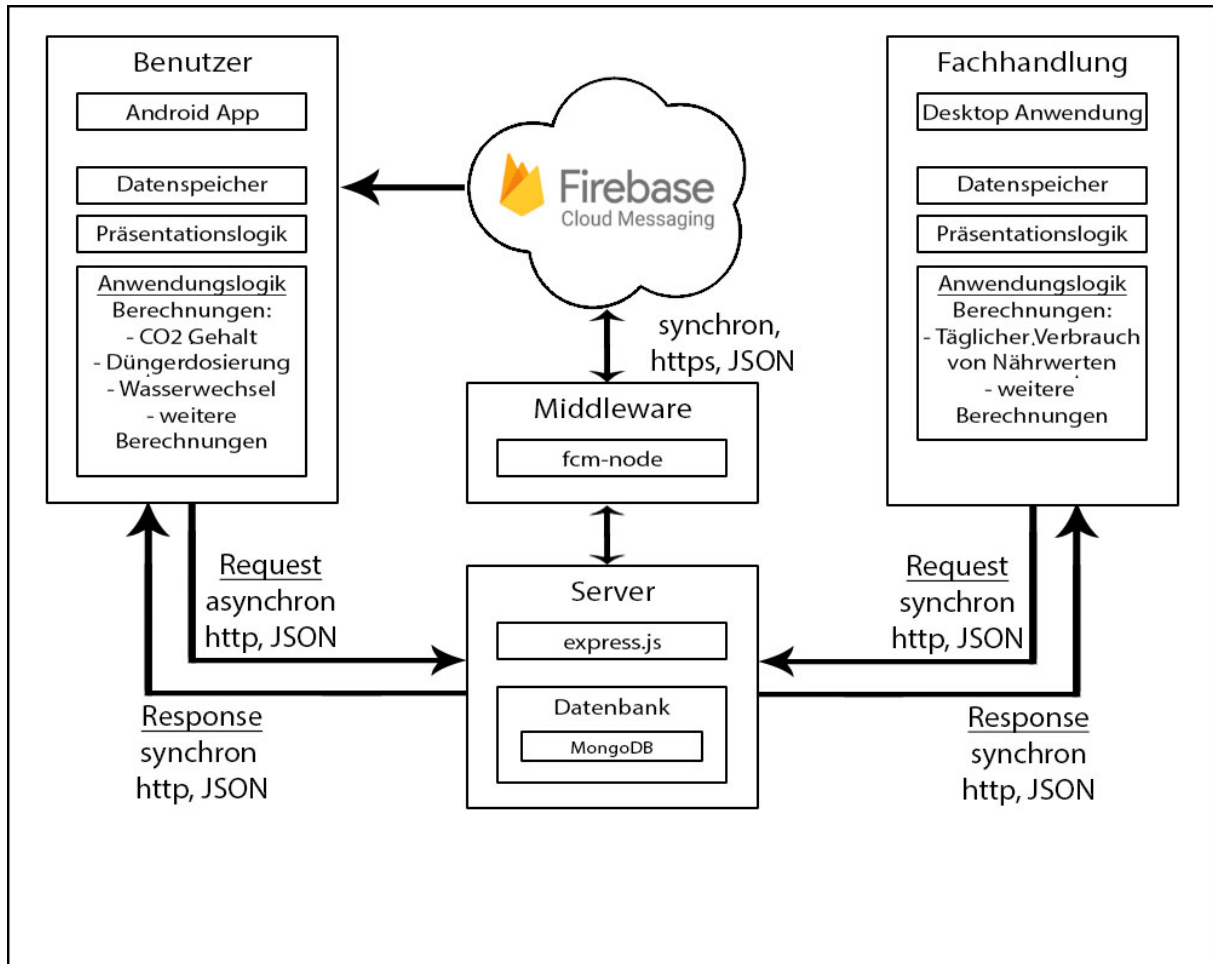 Benutzer
Android App
Datenspeicher
Präsentationslogik
Anwendungslogik
Berechnungen:
- CO2 Gehalt
- Düngerdosierung
- Wasserwechsel
- weitere
Berechnungen
Firebase
Cloud Messaging
synchron,
https, JSON
Middleware
fcm-node
Fachhandlung
Desktop Anwendung
Datenspeicher
Präsentationslogik
Anwendungslogik
Berechnungen:
- Täglicher Verbrauch
von Nährwerten
- weitere
Berechnungen
Request
asynchron
http, JSON
Response
synchron
http, JSON
Server
express.js
Datenbank
MongoDB
Request
synchron
http, JSON
Response
synchron
http, JSON